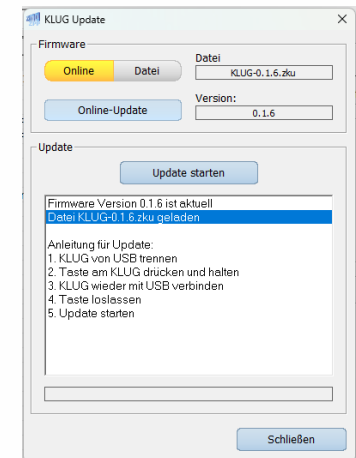 KLUG Update
Firmware
Online
Datei
Datei
KLUG-0.1.6.zku
Online-Update
Version:
0.1.6
Update
Update starten
Firmware Version 0.1.6 ist aktuell
Datei KLUG-0.1.6.zku geladen
Anleitung für Update:
1. KLUG von USB trennen
2. Taste am KLUG drücken und halten
3. KLUG wieder mit USB verbinden
4. Taste loslassen
5. Update starten
Schließen